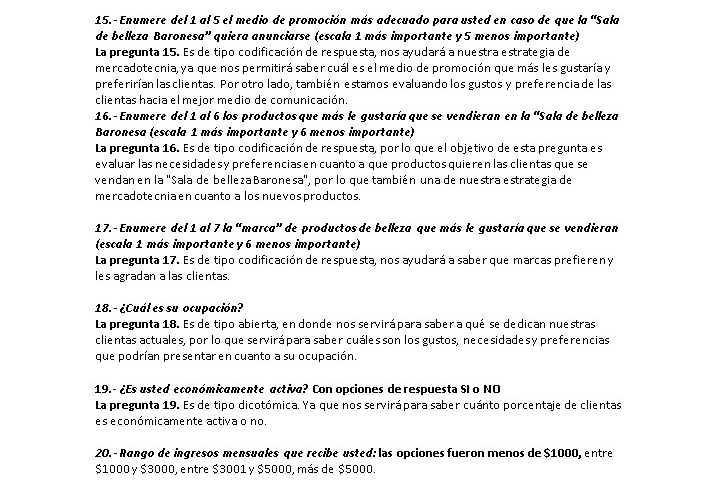 15.- Enumere del 1 al 5 el medio de promoción más adecuado para usted en caso de que la “Sala
de belleza Baronesa” quiera anunciarse (escala 1 más importante y 5 menos importante)
La pregunta 15. Es de tipo codificación de respuesta, nos ayudará a nuestra estrategia de
mercadotecnia, ya que nos permitirá saber cuál es el medio de promoción que más les gustaría y
preferirían las clientas. Por otro lado, también estamos evaluando los gustos y preferencia de las
clientas hacia el mejor medio de comunicación.
16.- Enumere del 1 al 6 los productos que más le gustaría que se vendieran en la “Sala de belleza
Baronesa (escala 1 más importante y 6 menos importante)
La pregunta 16. Es de tipo codificación de respuesta, por lo que el objetivo de esta pregunta es
evaluar las necesidades y preferencias en cuanto a que productos quieren las clientas que se
vendan en la "Sala de belleza Baronesa", por lo que también una de nuestra estrategia de
mercadotecnia en cuanto a los nuevos productos.
17.- Enumere del 1 al 7 la “marca” de productos de belleza que más le gustaría que se vendieran
(escala 1 más importante y 6 menos importante)
La pregunta 17. Es de tipo codificación de respuesta, nos ayudará a saber que marcas prefieren y
les agradan a las clientas.
18.- ¿Cuál es su ocupación?
La pregunta 18. Es de tipo abierta, en donde nos servirá para saber a qué se dedican nuestras
clientas actuales, por lo que servirá para saber cuáles son los gustos, necesidades y preferencias
que podrían presentar en cuanto a su ocupación.
19.- ¿Es usted económicamente activa? Con opciones de respuesta SI o NO
La pregunta 19. Es de tipo dicotómica. Ya que nos servirá para saber cuánto porcentaje de clientas
es económicamente activa o no.
20.- Rango de ingresos mensuales que recibe usted: las opciones fueron menos de $1000, entre
$1000 y $3000, entre $3001 y $5000, más de $5000.